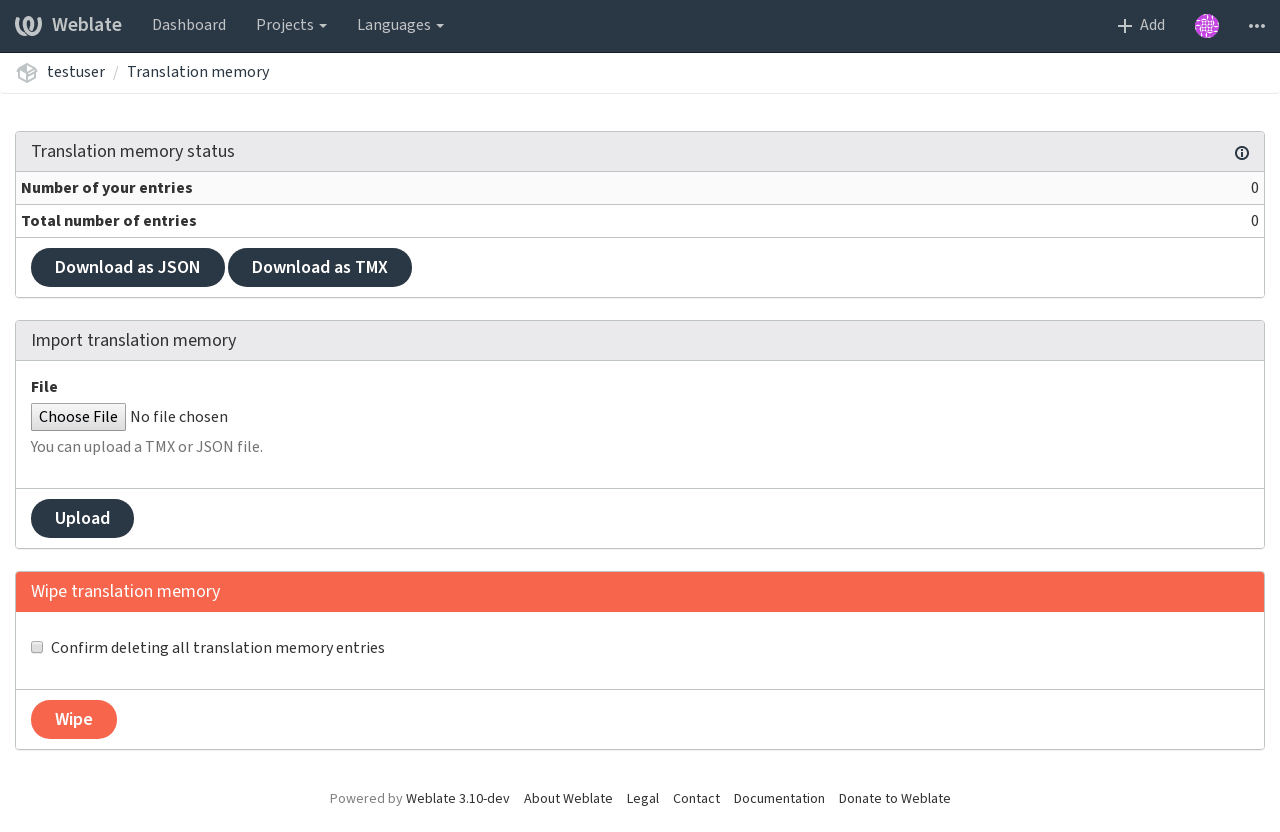 Weblate Dashboard Projects Languages Add
testuser / Translation memory
Translation memory status
Number of your entries 0
Total number of entries 0
Download as JSON Download as TMX
Import translation memory
File
Choose File No file chosen
You can upload a TMX or JSON file.
Upload
Wipe translation memory
Confirm deleting all translation memory entries
Wipe
Powered by Weblate 3.10-dev About Weblate Legal Contact Documentation Donate to Weblate